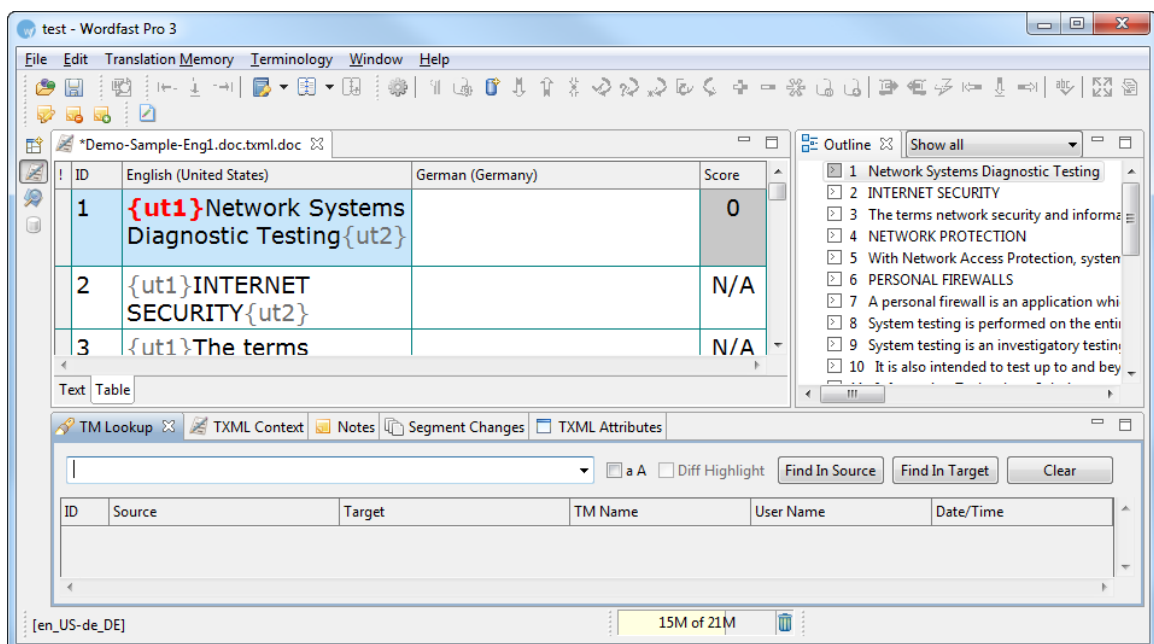 test - Wordfast Pro 3
File Edit Translation Memory Terminology Window Help
*Demo-Sample-Eng1.doc.txml.doc
! ID English (United States) German (Germany) Score
1 {ut1}Network Systems 0
Diagnostic Testing{ut2}
2 {ut1}INTERNET N/A
SECURITY{ut2}
3 {ut1}The terms N/A
Text Table
Outline Show all
1 Network Systems Diagnostic Testing
2 INTERNET SECURITY
3 The terms network security and informa
4 NETWORK PROTECTION
5 With Network Access Protection, system
6 PERSONAL FIREWALLS
7 A personal firewall is an application whi
8 System testing is performed on the enti
9 System testing is an investigatory testing
10 It is also intended to test up to and bey
TM Lookup TXML Context Notes Segment Changes TXML Attributes
a A Diff Highlight Find In Source Find In Target Clear
ID Source Target TM Name User Name Date/Time
[en_US-de_DE] 15M of 21M